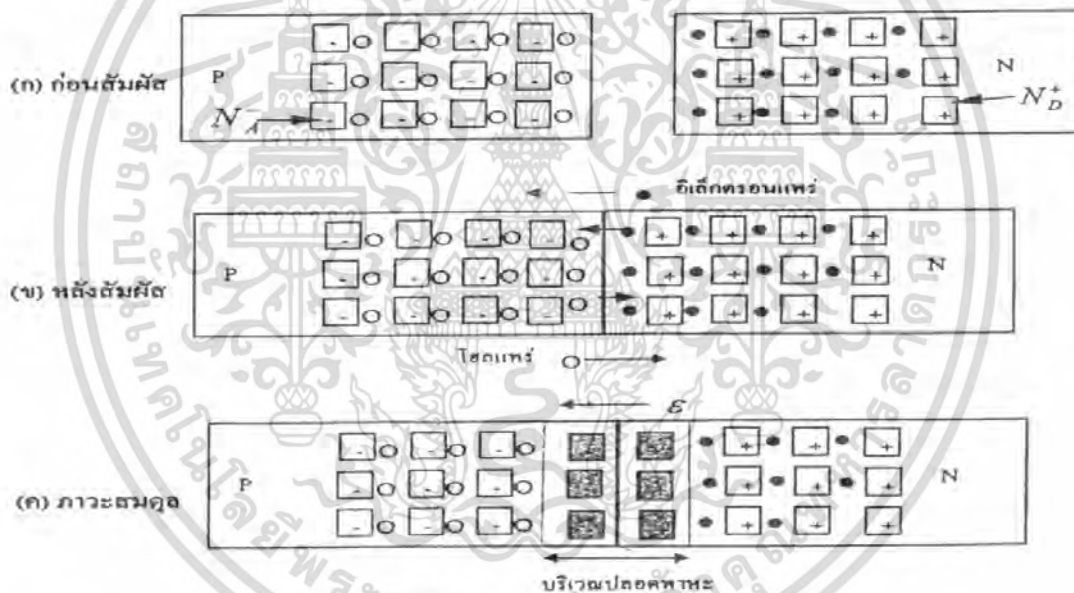 (ก) ก่อนสัมผัส
P
N
N_A^-
N_D^+
อิเล็กตรอนแพร่
(ข) หลังสัมผัส
P
N
โฮลแพร่
ε
(ค) ภาวะสมดุล
P
N
บริเวณปลอดพาหะ